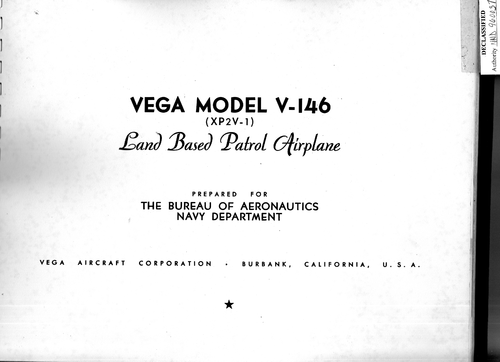 VEGA MODEL V-146
(XP2V-1)
Land Based Patrol Airplane
PREPARED FOR
THE BUREAU OF AERONAUTICS
NAVY DEPARTMENT
VEGA AIRCRAFT CORPORATION · BURBANK, CALIFORNIA, U. S. A.
DECLASSIFIED
Authority